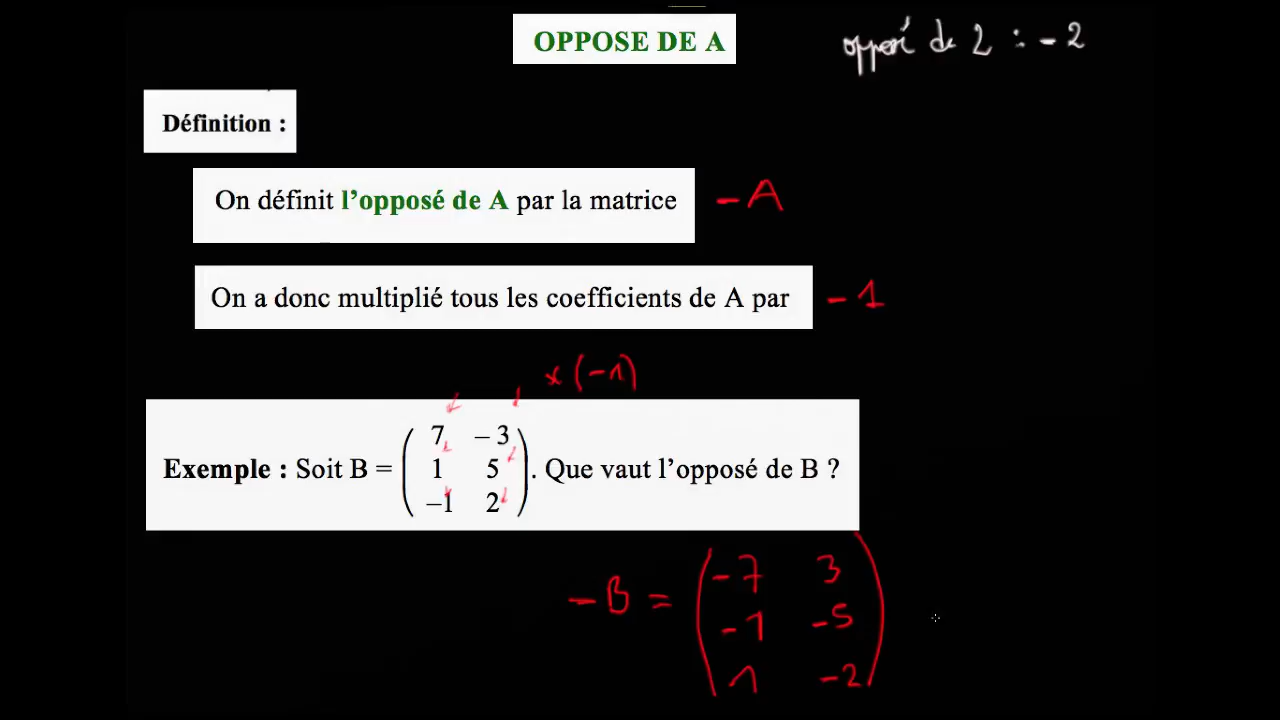 OPPOSE DE A
opposé de 2 : -2
Définition :
On définit l’opposé de A par la matrice -A
On a donc multiplié tous les coefficients de A par -1
x (-1)
7 – 3
Exemple : Soit B = 1 5 . Que vaut l’opposé de B ?
–1 2
-7 3
-B = -1 -5
1 -2